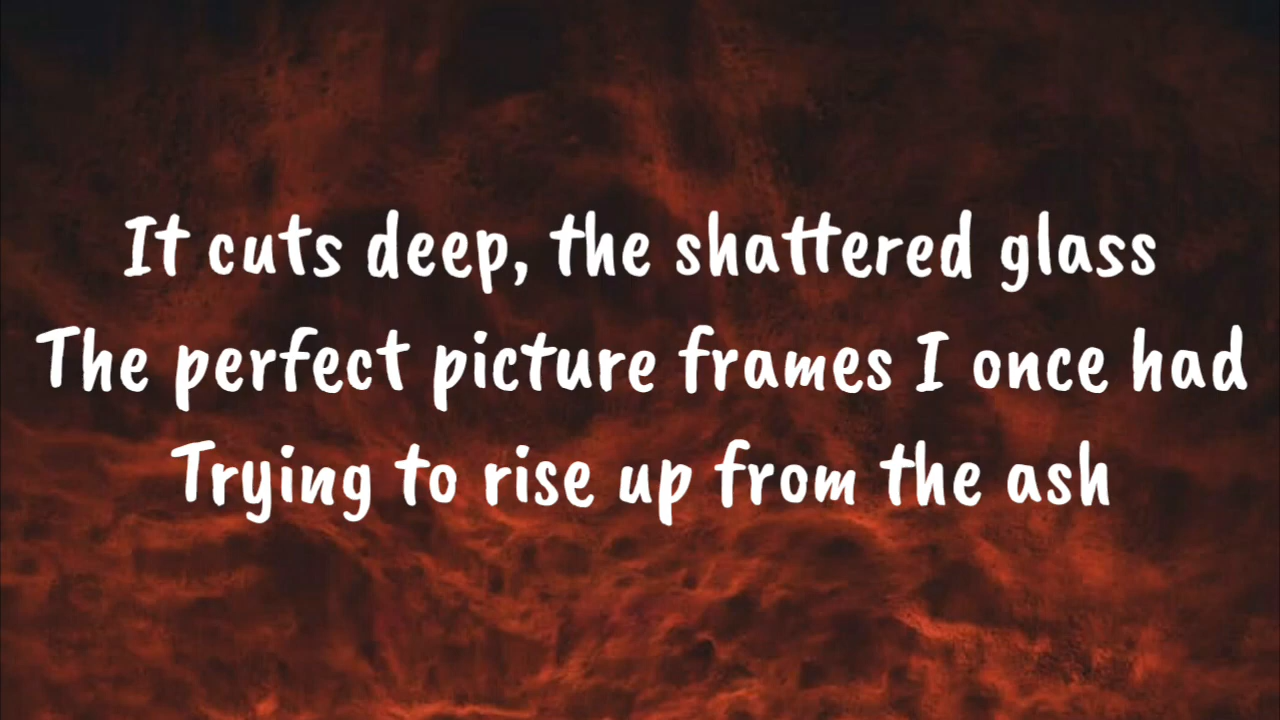 It cuts deep, the shattered glass
The perfect picture frames I once had
Trying to rise up from the ash